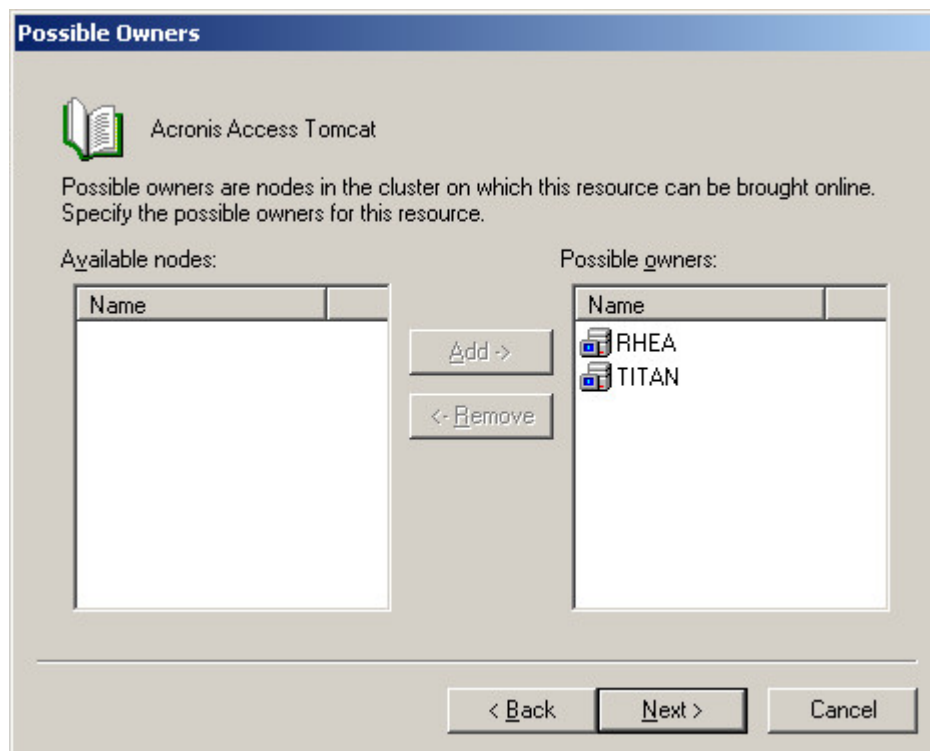 Possible Owners
Acronis Access Tomcat
Possible owners are nodes in the cluster on which this resource can be brought online.
Specify the possible owners for this resource.
Available nodes:
Possible owners:
Name
Name
Add ->
RHEA
TITAN
<- Remove
< Back
Next >
Cancel